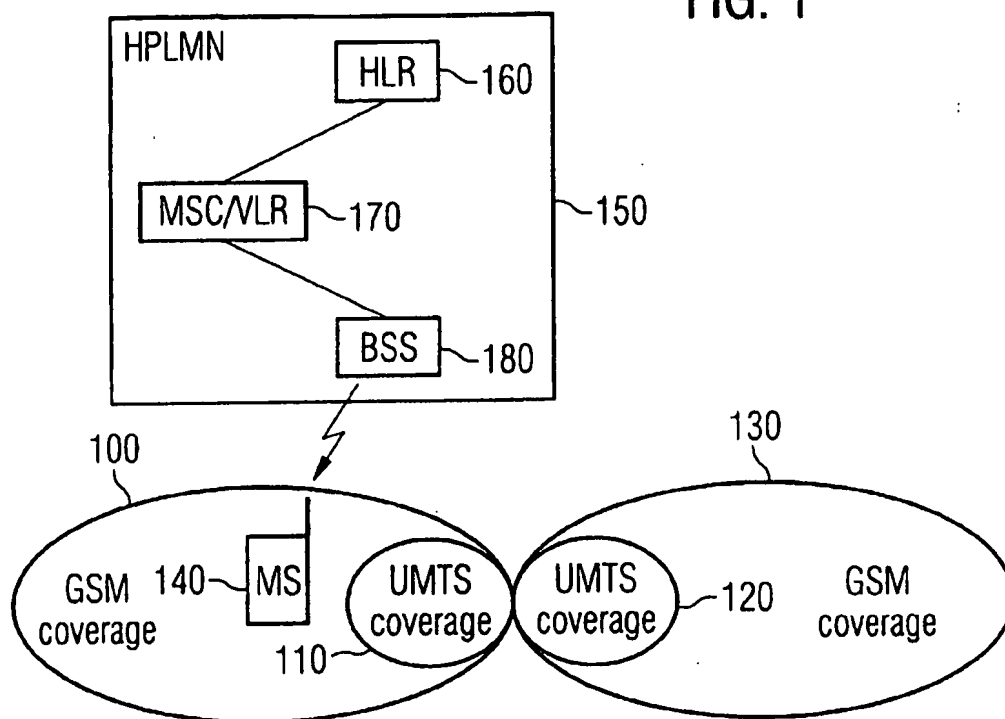 FIG. 1
HPLMN
HLR
160
MSC/VLR
170
150
BSS
180
100
130
GSM
coverage
140
MS
UMTS
coverage
110
UMTS
coverage
120
GSM
coverage